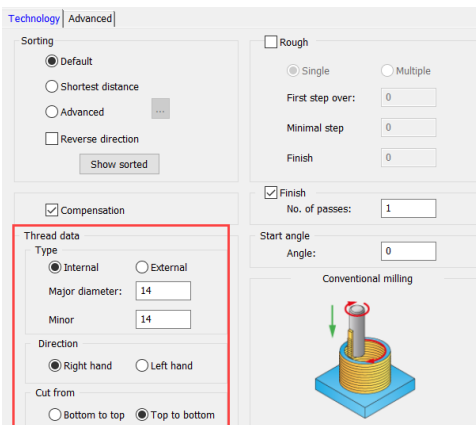 Technology Advanced
Sorting
Default
Shortest distance
Advanced ...
Reverse direction
Show sorted
Compensation
Thread data
Type
Internal External
Major diameter: 14
Minor 14
Direction
Right hand Left hand
Cut from
Bottom to top Top to bottom
Rough
Single Multiple
First step over: 0
Minimal step 0
Finish 0
Finish
No. of passes: 1
Start angle
Angle: 0
Conventional milling